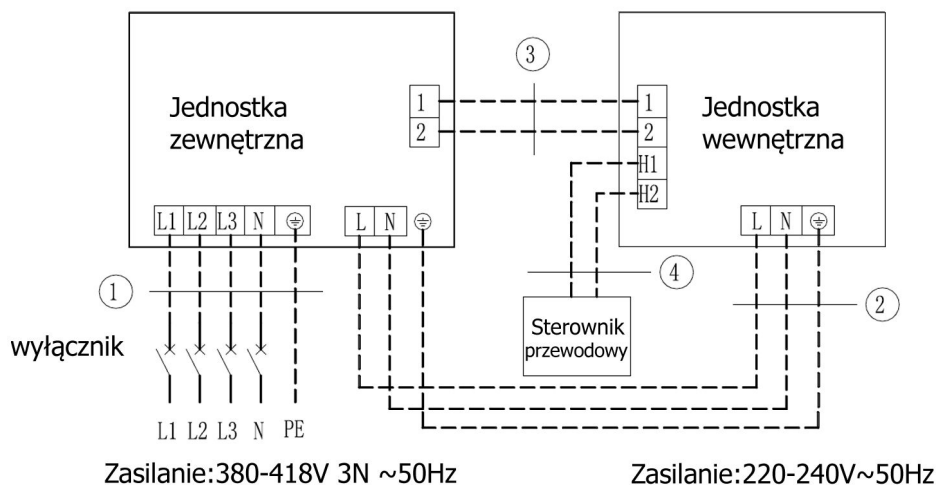 3
Jednostka
zewnętrzna
1
2
Jednostka
wewnętrzna
1
2
H1
H2
L1 L2 L3 N
L N
L N
1
4
2
wyłącznik
Sterownik
przewodowy
L1 L2 L3 N PE
Zasilanie:380-418V 3N ~50Hz
Zasilanie:220-240V~50Hz